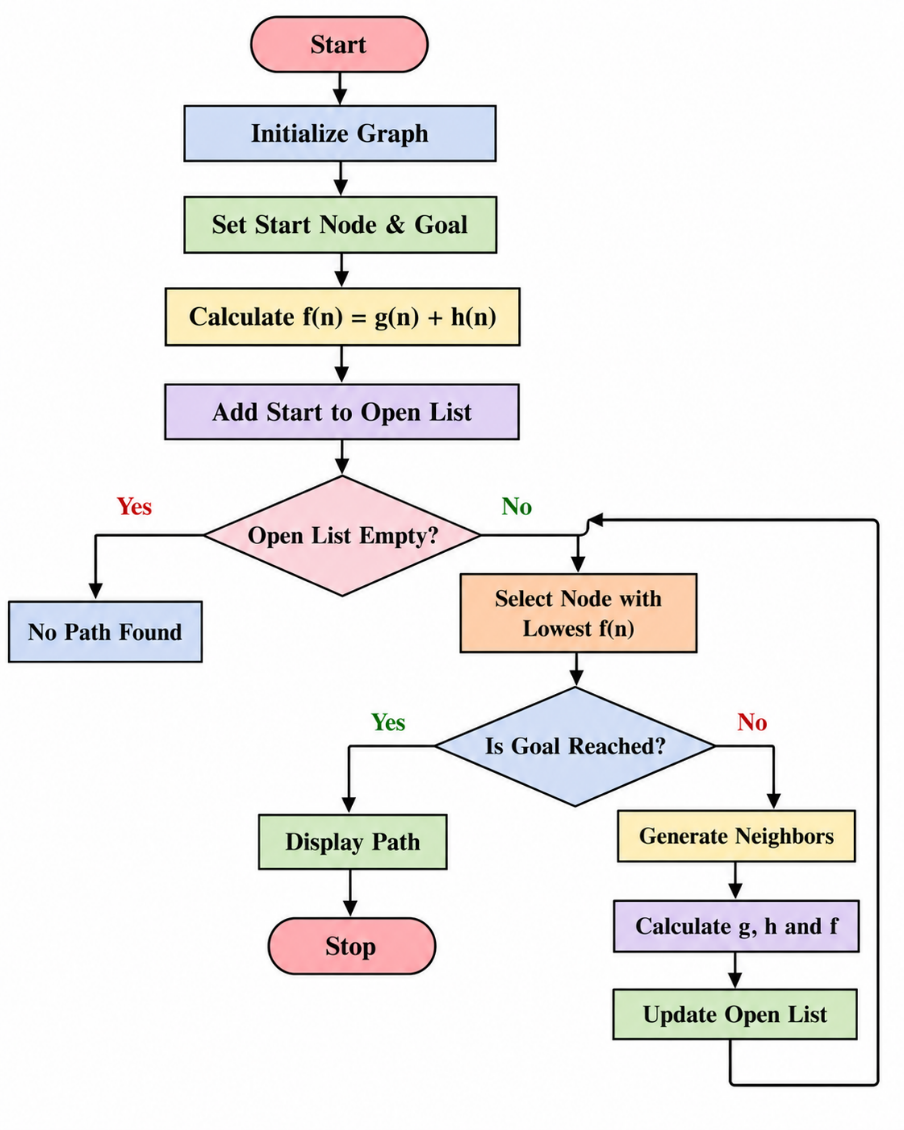 Start
Initialize Graph
Set Start Node & Goal
Calculate f(n) = g(n) + h(n)
Add Start to Open List
Yes
No
Open List Empty?
No Path Found
Select Node with
Lowest f(n)
Yes
No
Is Goal Reached?
Display Path
Generate Neighbors
Calculate g, h and f
Stop
Update Open List